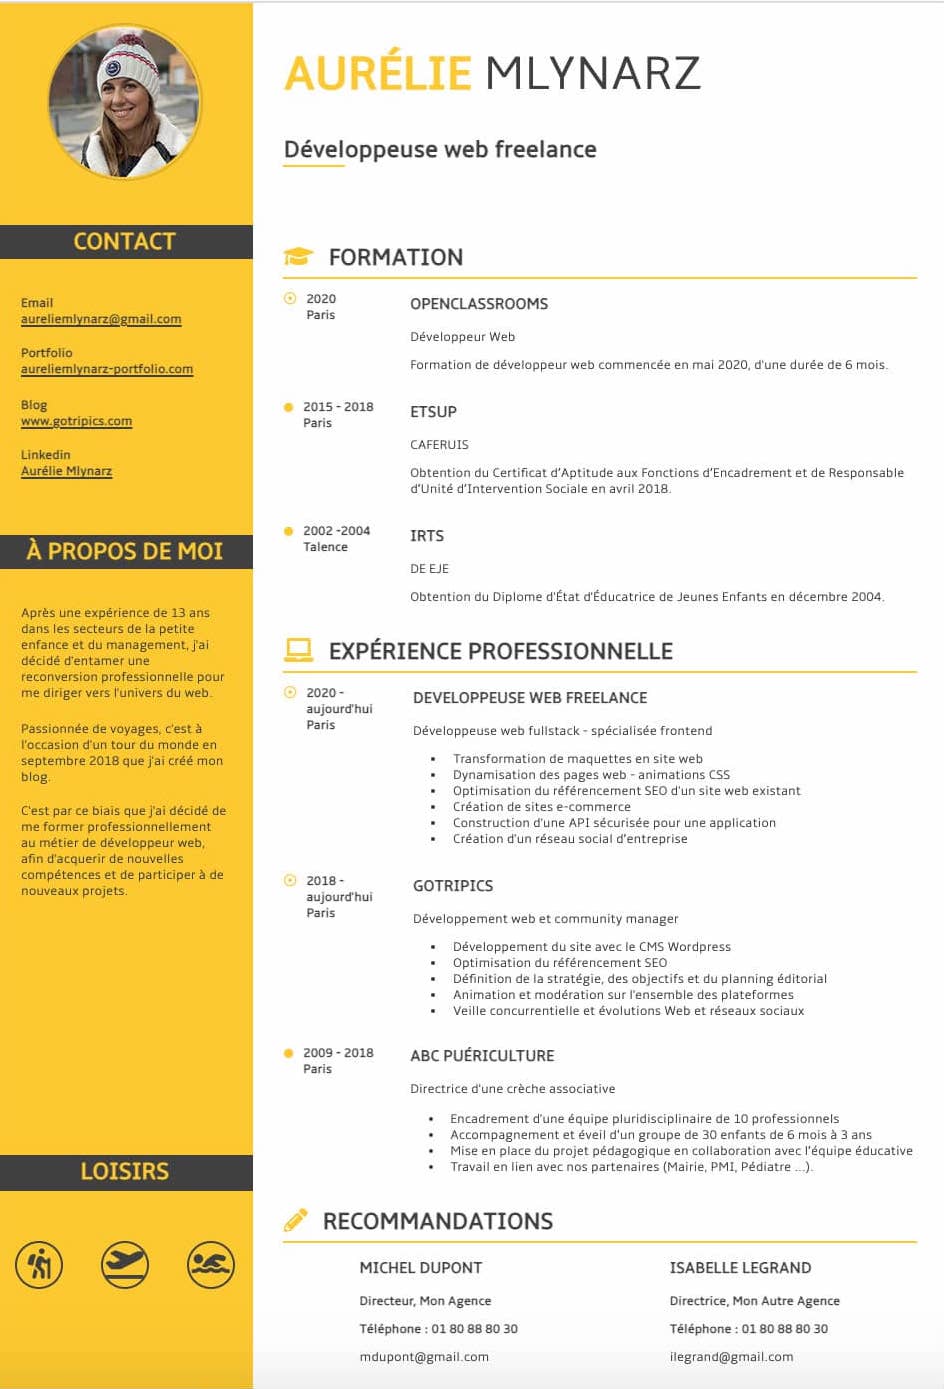 AURÉLIE MLYNARZ
Développeuse web freelance
CONTACT
Email
aureliemlynarz@gmail.com
Portfolio
aureliemlynarz-portfolio.com
Blog
www.gotripics.com
Linkedin
Aurélie Mlynarz
À PROPOS DE MOI
Après une expérience de 13 ans
dans les secteurs de la petite
enfance et du management, j'ai
décidé d'entamer une
reconversion professionnelle pour
me diriger vers l'univers du web.
Passionnée de voyages, c'est à
l'occasion d'un tour du monde en
septembre 2018 que j'ai créé mon
blog.
C'est par ce biais que j'ai décidé de
me former professionnellement
au métier de développeur web,
afin d'acquerir de nouvelles
compétences et de participer à de
nouveaux projets.
LOISIRS
FORMATION
2020
Paris
OPENCLASSROOMS
Développeur Web
Formation de développeur web commencée en mai 2020, d'une durée de 6 mois.
2015 - 2018
Paris
ETSUP
CAFERUIS
Obtention du Certificat d'Aptitude aux Fonctions d'Encadrement et de Responsable
d'Unité d'Intervention Sociale en avril 2018.
2002 -2004
Talence
IRTS
DE EJE
Obtention du Diplome d'État d'Éducatrice de Jeunes Enfants en décembre 2004.
EXPÉRIENCE PROFESSIONNELLE
2020 -
aujourd'hui
Paris
DEVELOPPEUSE WEB FREELANCE
Développeuse web fullstack - spécialisée frontend
• Transformation de maquettes en site web
• Dynamisation des pages web - animations CSS
• Optimisation du référencement SEO d'un site web existant
• Création de sites e-commerce
• Construction d'une API sécurisée pour une application
• Création d'un réseau social d'entreprise
2018 -
aujourd'hui
Paris
GOTRIPICS
Développement web et community manager
• Développement du site avec le CMS Wordpress
• Optimisation du référencement SEO
• Définition de la stratégie, des objectifs et du planning éditorial
• Animation et modération sur l'ensemble des plateformes
• Veille concurrentielle et évolutions Web et réseaux sociaux
2009 - 2018
Paris
ABC PUÉRICULTURE
Directrice d'une crèche associative
• Encadrement d'une équipe pluridisciplinaire de 10 professionnels
• Accompagnement et éveil d'un groupe de 30 enfants de 6 mois à 3 ans
• Mise en place du projet pédagogique en collaboration avec l'équipe éducative
• Travail en lien avec nos partenaires (Mairie, PMI, Pédiatre ...).
RECOMMANDATIONS
MICHEL DUPONT
Directeur, Mon Agence
Téléphone : 01 80 88 80 30
mdupont@gmail.com
ISABELLE LEGRAND
Directrice, Mon Autre Agence
Téléphone : 01 80 88 80 30
ilegrand@gmail.com